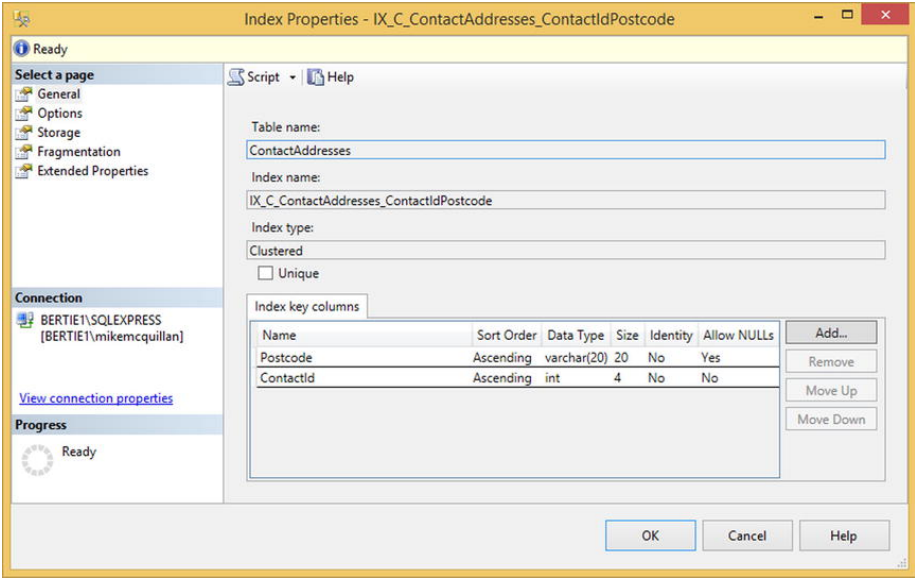 Index Properties - IX_C_ContactAddresses_ContactIdPostcode
Ready
Select a page
General
Options
Storage
Fragmentation
Extended Properties
Connection
BERTIE1\SQLEXPRESS
[BERTIE1\mikemcquillan]
View connection properties
Progress
Ready
Script Help
Table name:
ContactAddresses
Index name:
IX_C_ContactAddresses_ContactIdPostcode
Index type:
Clustered
Unique
Index key columns
Name Sort Order Data Type Size Identity Allow NULLs
Postcode Ascending varchar(20) 20 No Yes
ContactId Ascending int 4 No No
Add...
Remove
Move Up
Move Down
OK Cancel Help